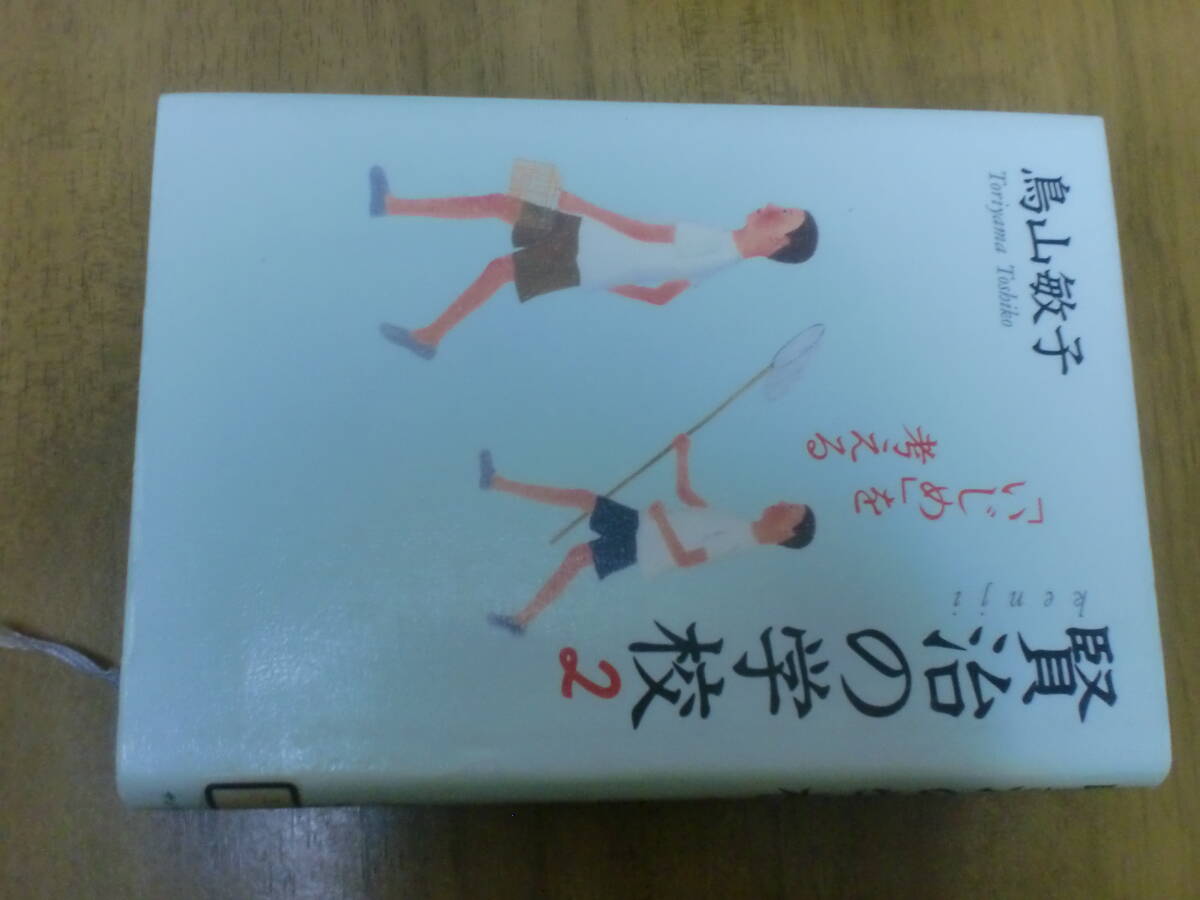 賢治の学校2
kenji
「いじめ」を
考える
鳥山敏子
Toriyama Toshiko